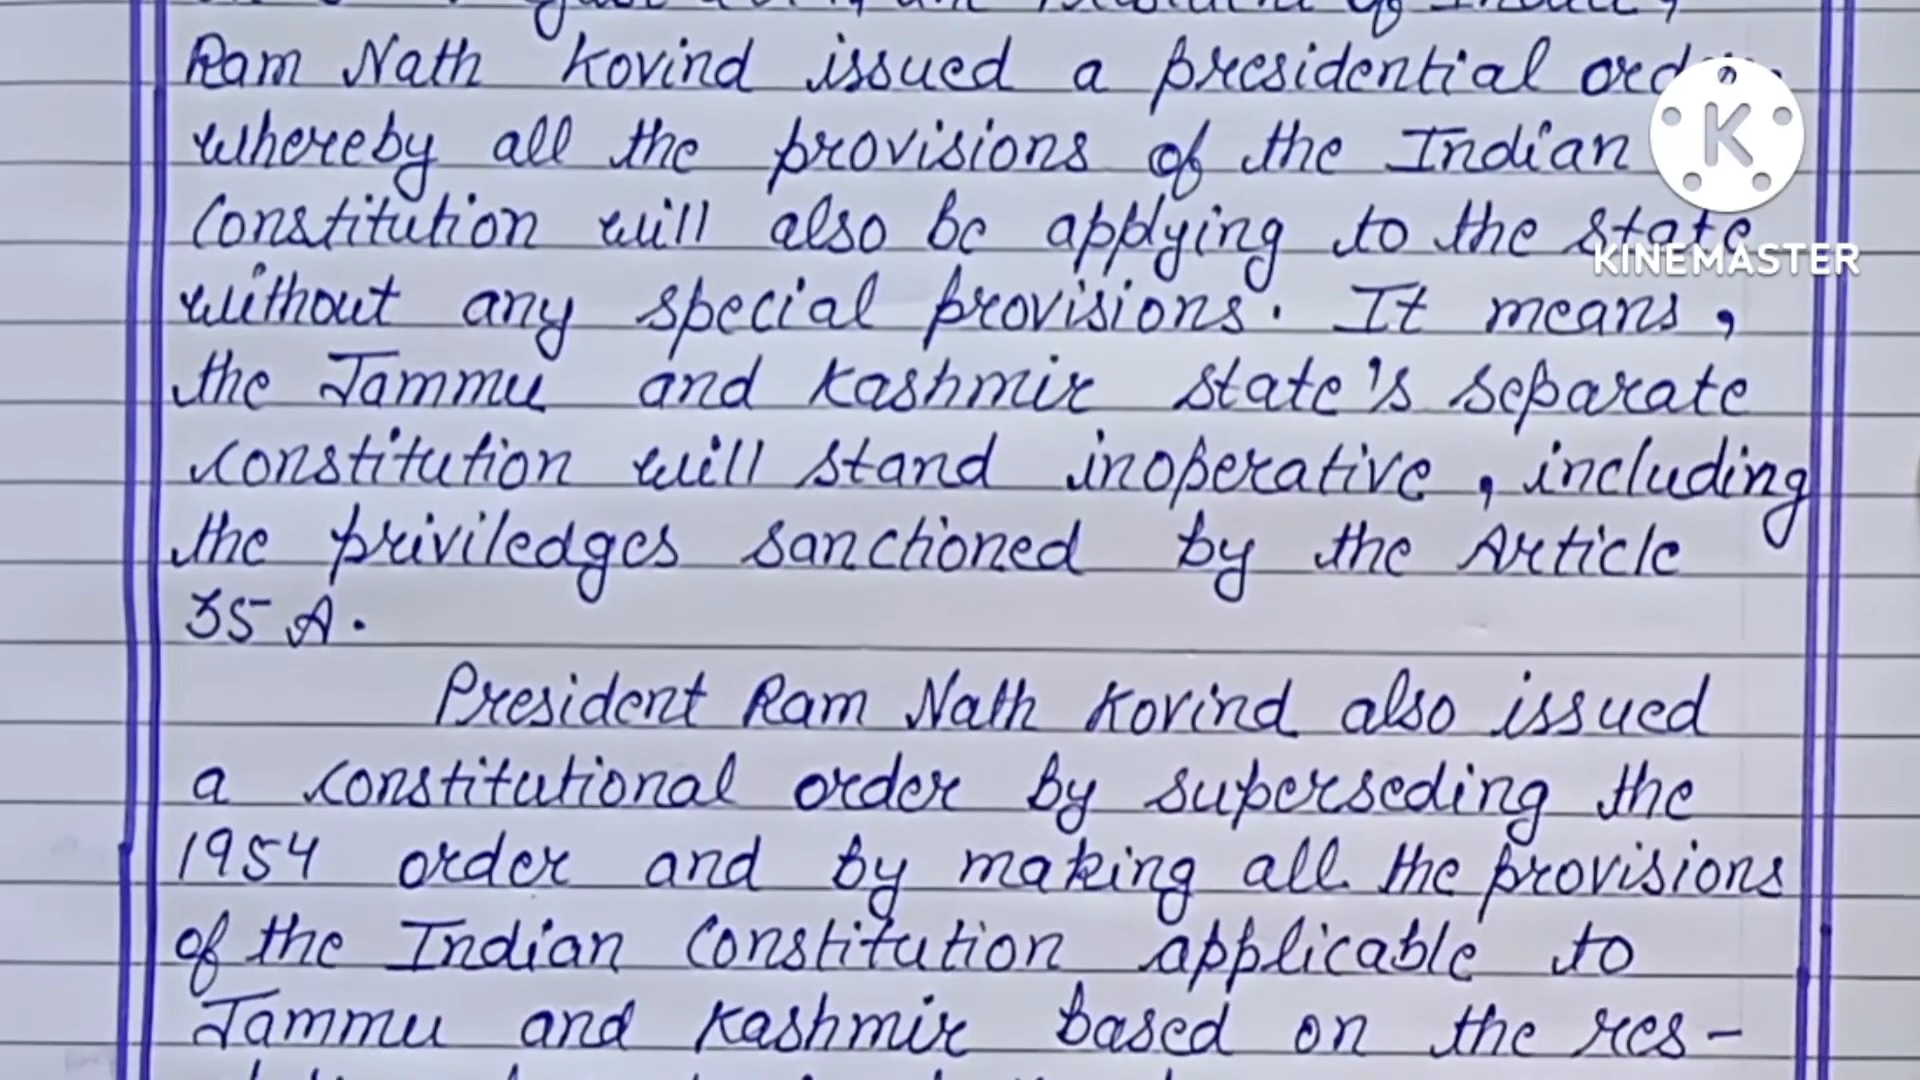 President of India,
Ram Nath Kovind issued a presidential order
whereby all the provisions of the Indian
Constitution will also be applying to the state
without any special provisions. It means,
the Jammu and Kashmir state's separate
constitution will stand inoperative, including
the priviledges sanctioned by the Article
35 A.
President Ram Nath Kovind also issued
a constitutional order by superseding the
1954 order and by making all the provisions
of the Indian Constitution applicable to
Jammu and Kashmir based on the res-
K
KINEMASTER